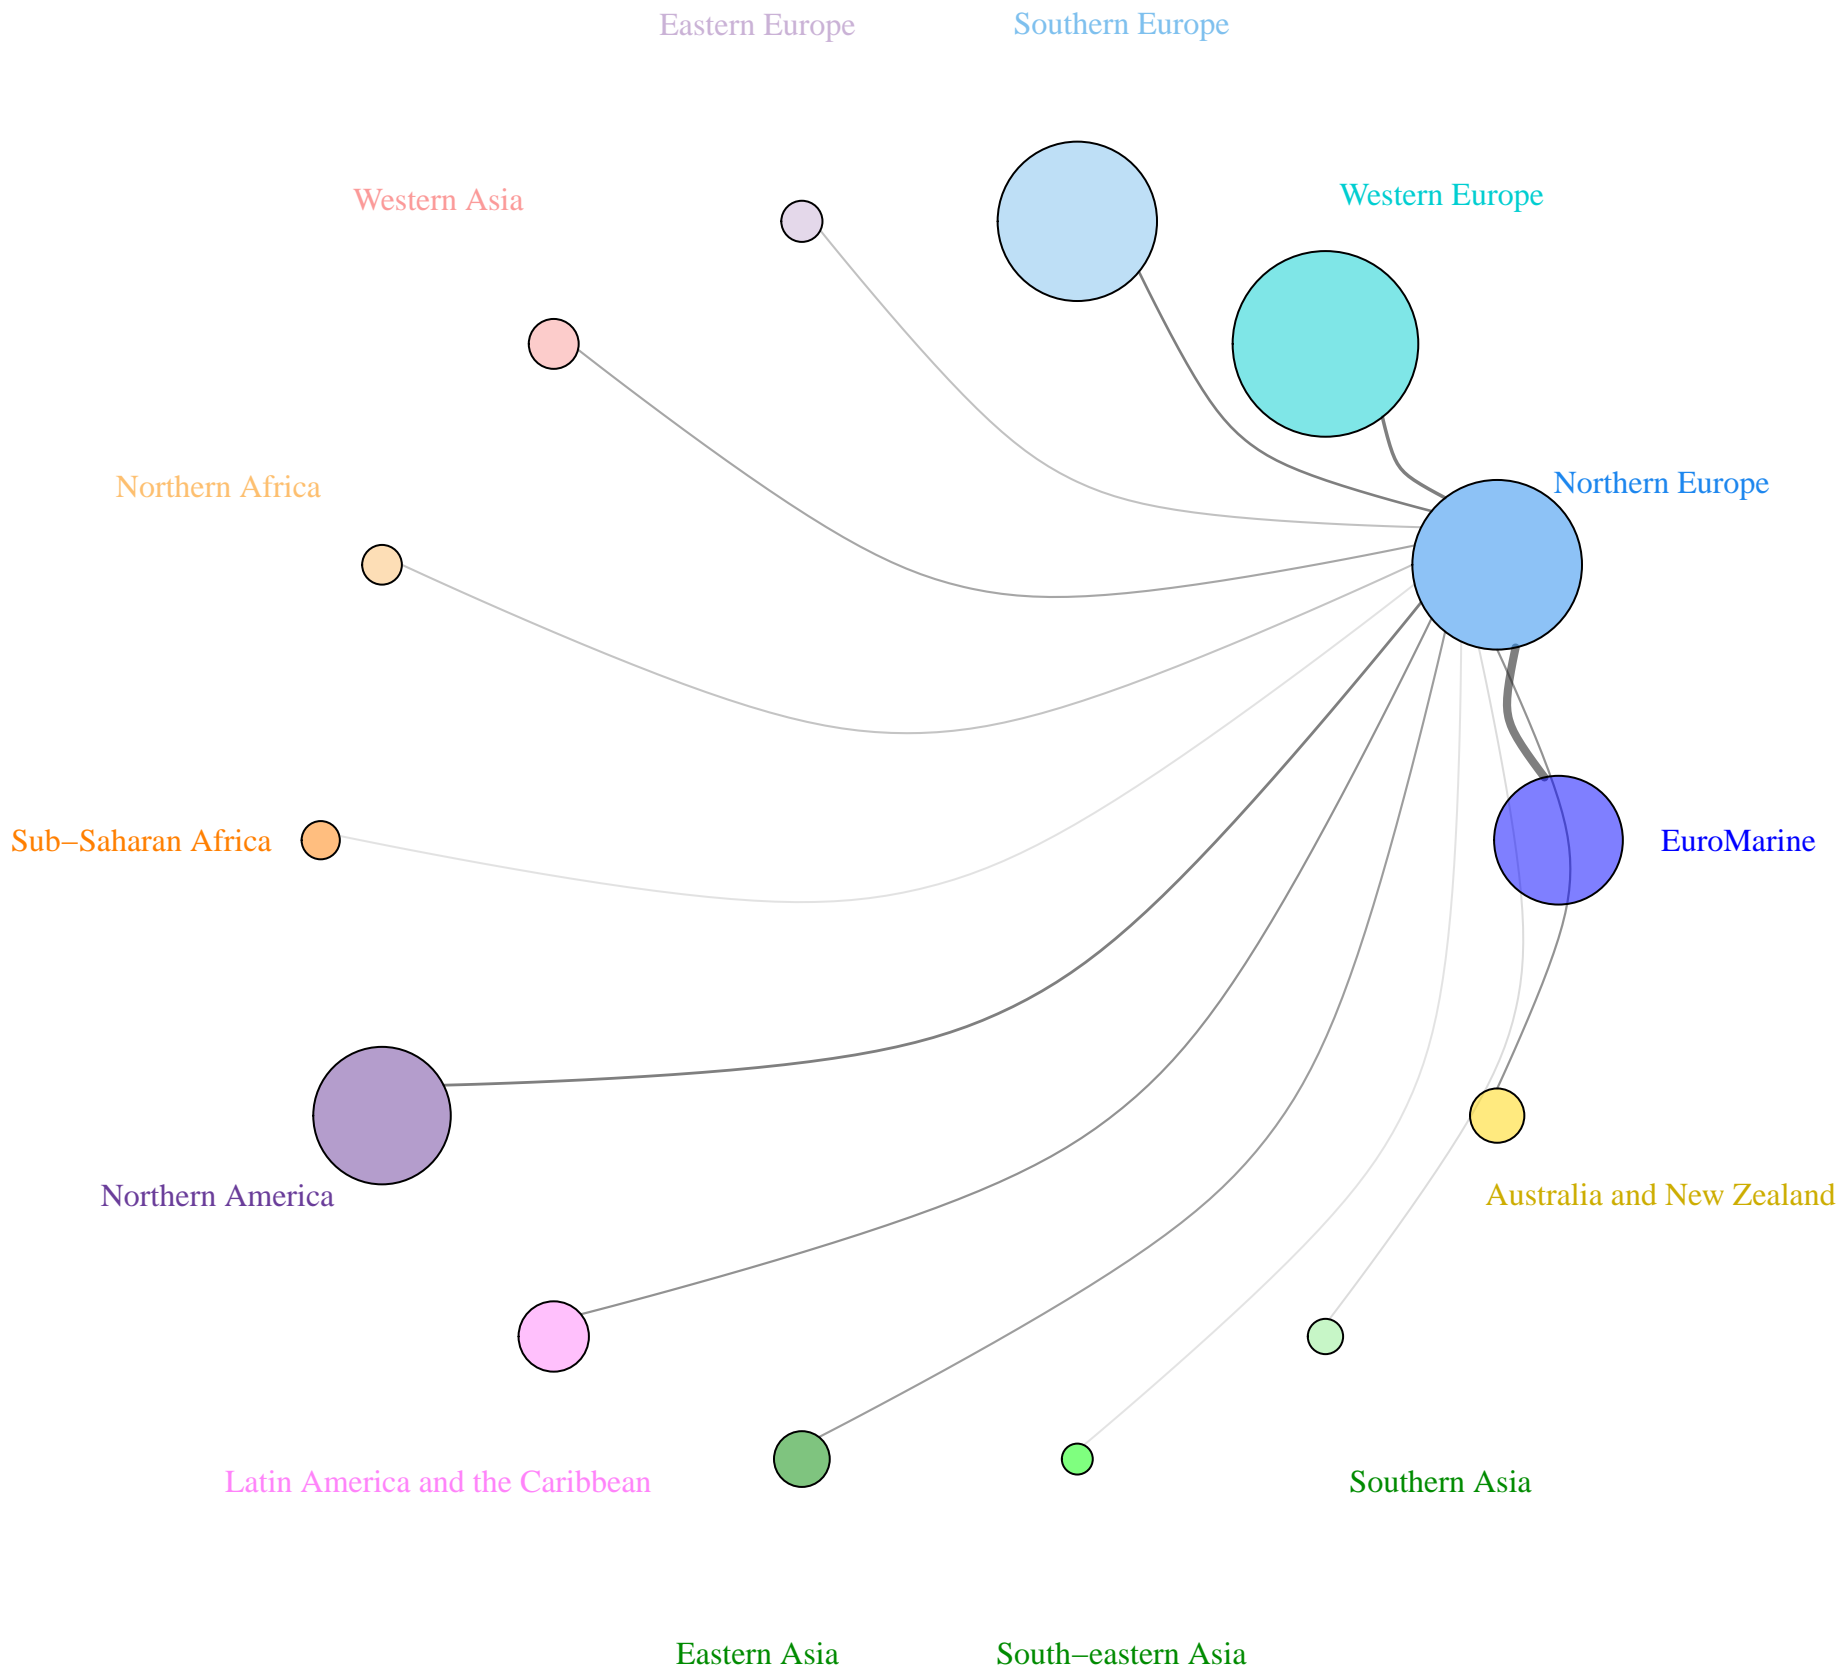 Eastern Europe
Southern Europe
Western Asia
Western Europe
Northern Africa
Northern Europe
Sub−Saharan Africa
EuroMarine
Northern America
Australia and New Zealand
Latin America and the Caribbean
Southern Asia
Eastern Asia
South−eastern Asia